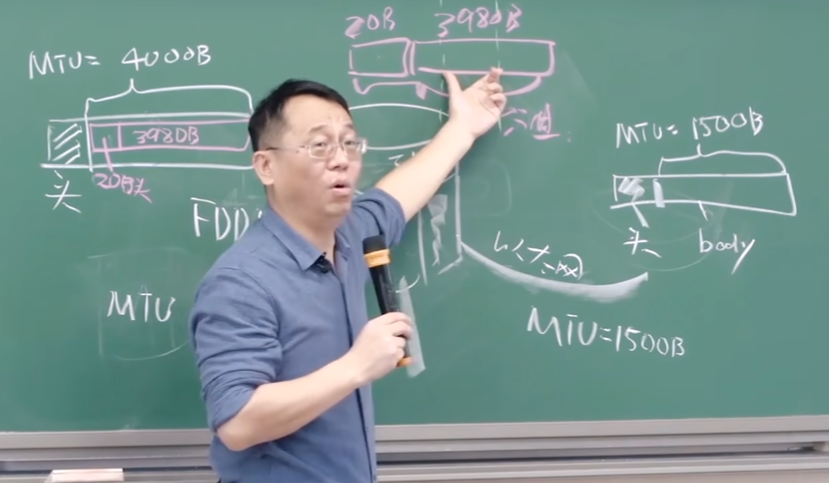 20B 3980B
MTU= 4000B
3980B
20B头
头
FDD
MTU
MTU= 1500B
头 body
以太网
MTU=1500B